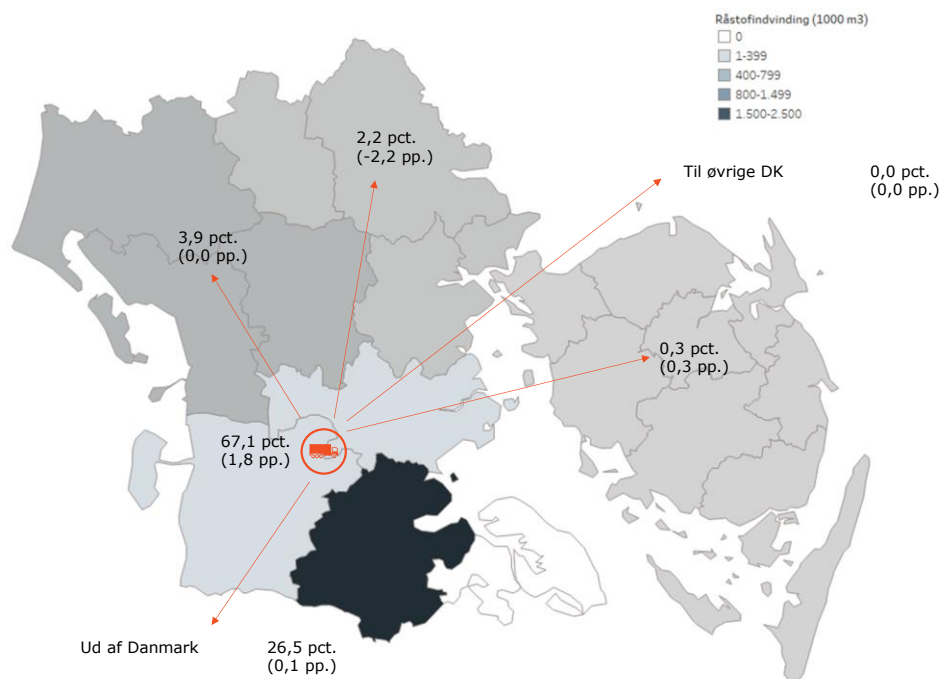 Råstofindvinding (1000 m3)
0
1-399
400-799
800-1.499
1.500-2.500
2,2 pct.
(-2,2 pp.)
Til øvrige DK
0,0 pct.
(0,0 pp.)
3,9 pct.
(0,0 pp.)
0,3 pct.
(0,3 pp.)
67,1 pct.
(1,8 pp.)
Ud af Danmark
26,5 pct.
(0,1 pp.)